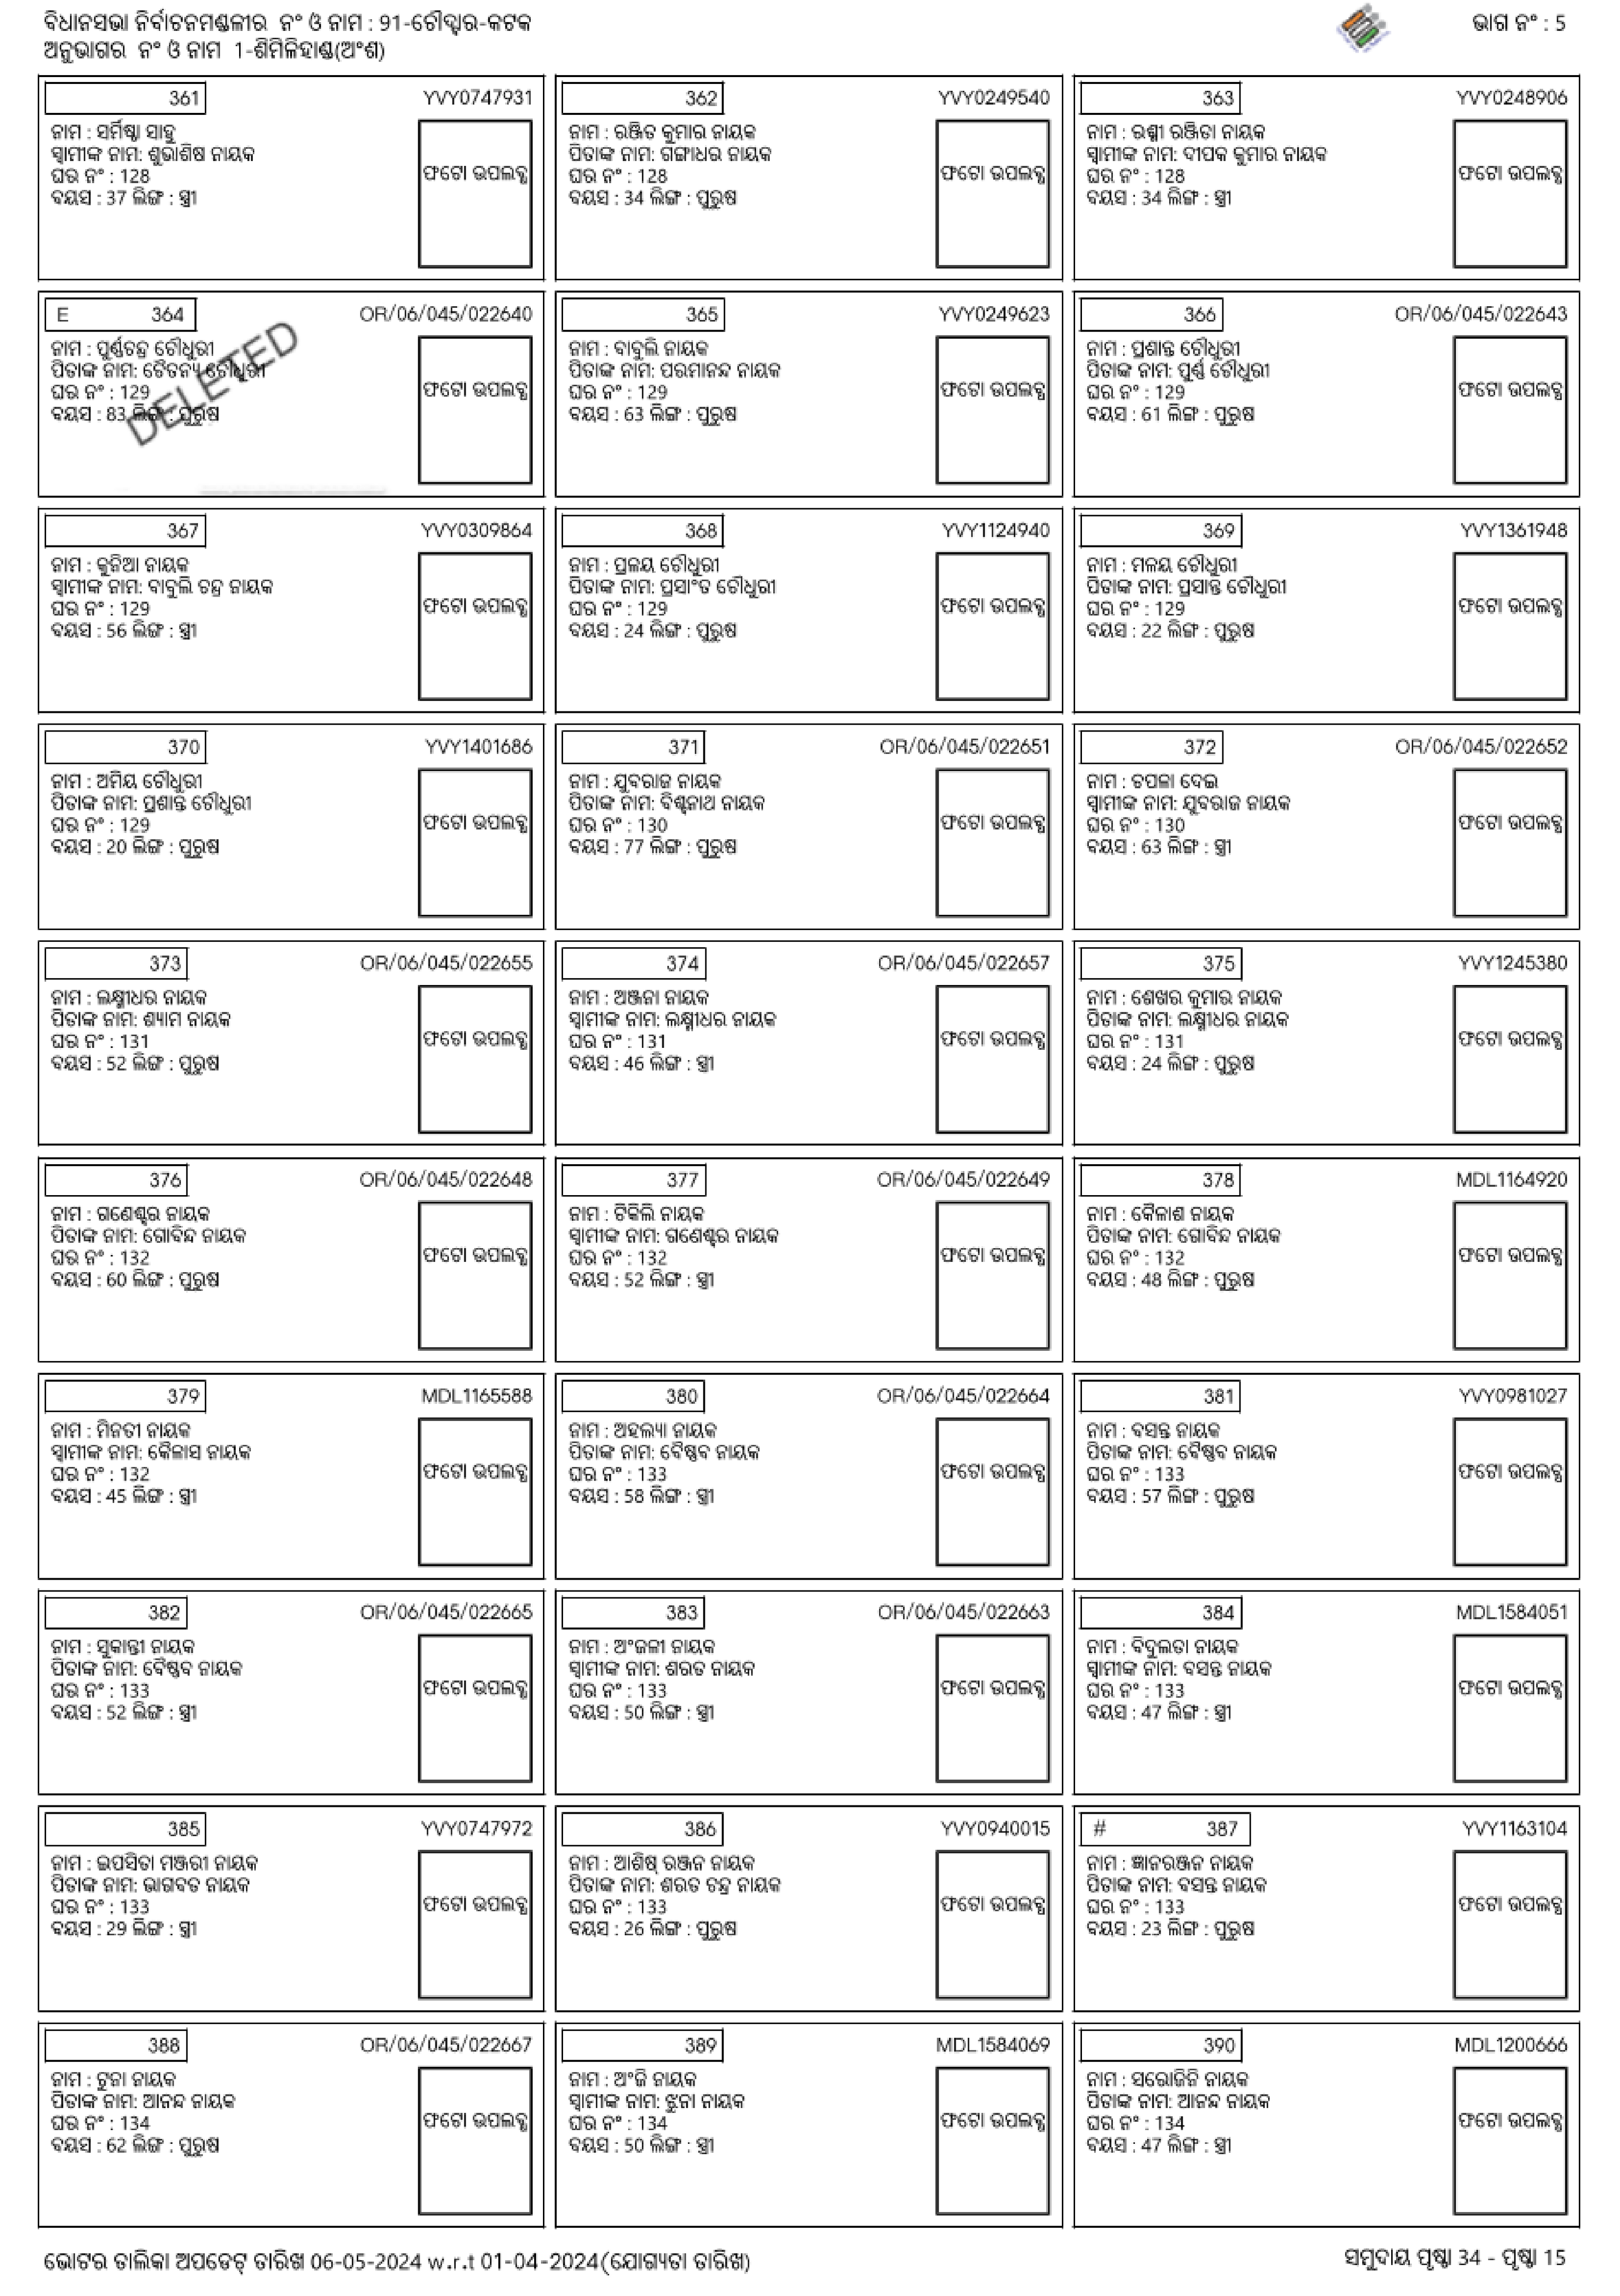 ବିଧାନସଭା ନିର୍ବାଚନମଣ୍ଡଳୀର ନଂ ଓ ନାମ : 91-ଚୌଦ୍ୱାର-କଟକ
ଅନୁଭାଗର ନଂ ଓ ନାମ 1-ଶିମିଳିହାଣ୍ଡ(ଅଂଶ)
ଭାଗ ନଂ : 5
361 YVY0747931
ନାମ : ସର୍ମିଷ୍ଠା ସାହୁ
ସ୍ୱାମୀଙ୍କ ନାମ: ଶୁଭାଶିଷ ନାୟକ
ଘର ନଂ : 128
ବୟସ : 37 ଲିଙ୍ଗ : ସ୍ତ୍ରୀ
ଫଟୋ ଉପଲବ୍ଧ
362 YVY0249540
ନାମ : ରଞ୍ଜିତ କୁମାର ନାୟକ
ପିତାଙ୍କ ନାମ: ଗଙ୍ଗାଧର ନାୟକ
ଘର ନଂ : 128
ବୟସ : 34 ଲିଙ୍ଗ : ପୁରୁଷ
ଫଟୋ ଉପଲବ୍ଧ
363 YVY0248906
ନାମ : ରଶ୍ମୀ ରଞ୍ଜିତା ନାୟକ
ସ୍ୱାମୀଙ୍କ ନାମ: ଦୀପକ କୁମାର ନାୟକ
ଘର ନଂ : 128
ବୟସ : 34 ଲିଙ୍ଗ : ସ୍ତ୍ରୀ
ଫଟୋ ଉପଲବ୍ଧ
E 364 OR/06/045/022640
ନାମ : ପୁର୍ଣ୍ଣଚନ୍ଦ୍ର ଚୌଧୁରୀ
ପିତାଙ୍କ ନାମ: ଚୈତନ୍ୟ ଚୌଧୁରୀ
ଘର ନଂ : 129
ବୟସ : 83 ଲିଙ୍ଗ : ପୁରୁଷ
DELETED
ଫଟୋ ଉପଲବ୍ଧ
365 YVY0249623
ନାମ : ବାବୁଲି ନାୟକ
ପିତାଙ୍କ ନାମ: ପରମାନନ୍ଦ ନାୟକ
ଘର ନଂ : 129
ବୟସ : 63 ଲିଙ୍ଗ : ପୁରୁଷ
ଫଟୋ ଉପଲବ୍ଧ
366 OR/06/045/022643
ନାମ : ପ୍ରଶାନ୍ତ ଚୌଧୁରୀ
ପିତାଙ୍କ ନାମ: ପୁର୍ଣ୍ଣ ଚୌଧୁରୀ
ଘର ନଂ : 129
ବୟସ : 61 ଲିଙ୍ଗ : ପୁରୁଷ
ଫଟୋ ଉପଲବ୍ଧ
367 YVY0309864
ନାମ : କୁନିଆ ନାୟକ
ସ୍ୱାମୀଙ୍କ ନାମ: ବାବୁଲି ଚନ୍ଦ୍ର ନାୟକ
ଘର ନଂ : 129
ବୟସ : 56 ଲିଙ୍ଗ : ସ୍ତ୍ରୀ
ଫଟୋ ଉପଲବ୍ଧ
368 YVY1124940
ନାମ : ପ୍ରଳୟ ଚୌଧୁରୀ
ପିତାଙ୍କ ନାମ: ପ୍ରସାଂତ ଚୌଧୁରୀ
ଘର ନଂ : 129
ବୟସ : 24 ଲିଙ୍ଗ : ପୁରୁଷ
ଫଟୋ ଉପଲବ୍ଧ
369 YVY1361948
ନାମ : ମଳୟ ଚୌଧୁରୀ
ପିତାଙ୍କ ନାମ: ପ୍ରସାନ୍ତ ଚୌଧୁରୀ
ଘର ନଂ : 129
ବୟସ : 22 ଲିଙ୍ଗ : ପୁରୁଷ
ଫଟୋ ଉପଲବ୍ଧ
370 YVY1401686
ନାମ : ଅମିୟ ଚୌଧୁରୀ
ପିତାଙ୍କ ନାମ: ପ୍ରଶାନ୍ତ ଚୌଧୁରୀ
ଘର ନଂ : 129
ବୟସ : 20 ଲିଙ୍ଗ : ପୁରୁଷ
ଫଟୋ ଉପଲବ୍ଧ
371 OR/06/045/022651
ନାମ : ଯୁବରାଜ ନାୟକ
ପିତାଙ୍କ ନାମ: ବିଶ୍ୱନାଥ ନାୟକ
ଘର ନଂ : 130
ବୟସ : 77 ଲିଙ୍ଗ : ପୁରୁଷ
ଫଟୋ ଉପଲବ୍ଧ
372 OR/06/045/022652
ନାମ : ଚପଳା ଦେଇ
ସ୍ୱାମୀଙ୍କ ନାମ: ଯୁବରାଜ ନାୟକ
ଘର ନଂ : 130
ବୟସ : 63 ଲିଙ୍ଗ : ସ୍ତ୍ରୀ
ଫଟୋ ଉପଲବ୍ଧ
373 OR/06/045/022655
ନାମ : ଲକ୍ଷ୍ମୀଧର ନାୟକ
ପିତାଙ୍କ ନାମ: ଶ୍ୟାମ ନାୟକ
ଘର ନଂ : 131
ବୟସ : 52 ଲିଙ୍ଗ : ପୁରୁଷ
ଫଟୋ ଉପଲବ୍ଧ
374 OR/06/045/022657
ନାମ : ଅଞ୍ଜନା ନାୟକ
ସ୍ୱାମୀଙ୍କ ନାମ: ଲକ୍ଷ୍ମୀଧର ନାୟକ
ଘର ନଂ : 131
ବୟସ : 46 ଲିଙ୍ଗ : ସ୍ତ୍ରୀ
ଫଟୋ ଉପଲବ୍ଧ
375 YVY1245380
ନାମ : ଶେଖର କୁମାର ନାୟକ
ପିତାଙ୍କ ନାମ: ଲକ୍ଷ୍ମୀଧର ନାୟକ
ଘର ନଂ : 131
ବୟସ : 24 ଲିଙ୍ଗ : ପୁରୁଷ
ଫଟୋ ଉପଲବ୍ଧ
376 OR/06/045/022648
ନାମ : ଗଣେଶ୍ୱର ନାୟକ
ପିତାଙ୍କ ନାମ: ଗୋବିନ୍ଦ ନାୟକ
ଘର ନଂ : 132
ବୟସ : 60 ଲିଙ୍ଗ : ପୁରୁଷ
ଫଟୋ ଉପଲବ୍ଧ
377 OR/06/045/022649
ନାମ : ଟିକିଲି ନାୟକ
ସ୍ୱାମୀଙ୍କ ନାମ: ଗଣେଶ୍ୱର ନାୟକ
ଘର ନଂ : 132
ବୟସ : 52 ଲିଙ୍ଗ : ସ୍ତ୍ରୀ
ଫଟୋ ଉପଲବ୍ଧ
378 MDL1164920
ନାମ : କୈଳାଶ ନାୟକ
ପିତାଙ୍କ ନାମ: ଗୋବିନ୍ଦ ନାୟକ
ଘର ନଂ : 132
ବୟସ : 48 ଲିଙ୍ଗ : ପୁରୁଷ
ଫଟୋ ଉପଲବ୍ଧ
379 MDL1165588
ନାମ : ମିନତୀ ନାୟକ
ସ୍ୱାମୀଙ୍କ ନାମ: କୈଳାସ ନାୟକ
ଘର ନଂ : 132
ବୟସ : 45 ଲିଙ୍ଗ : ସ୍ତ୍ରୀ
ଫଟୋ ଉପଲବ୍ଧ
380 OR/06/045/022664
ନାମ : ଅହଲ୍ୟା ନାୟକ
ପିତାଙ୍କ ନାମ: ବୈଷ୍ଣବ ନାୟକ
ଘର ନଂ : 133
ବୟସ : 58 ଲିଙ୍ଗ : ସ୍ତ୍ରୀ
ଫଟୋ ଉପଲବ୍ଧ
381 YVY0981027
ନାମ : ବସନ୍ତ ନାୟକ
ପିତାଙ୍କ ନାମ: ବୈଷ୍ଣବ ନାୟକ
ଘର ନଂ : 133
ବୟସ : 57 ଲିଙ୍ଗ : ପୁରୁଷ
ଫଟୋ ଉପଲବ୍ଧ
382 OR/06/045/022665
ନାମ : ସୁକାନ୍ତୀ ନାୟକ
ପିତାଙ୍କ ନାମ: ବୈଷ୍ଣବ ନାୟକ
ଘର ନଂ : 133
ବୟସ : 52 ଲିଙ୍ଗ : ସ୍ତ୍ରୀ
ଫଟୋ ଉପଲବ୍ଧ
383 OR/06/045/022663
ନାମ : ଅଂଜଳୀ ନାୟକ
ସ୍ୱାମୀଙ୍କ ନାମ: ଶରତ ନାୟକ
ଘର ନଂ : 133
ବୟସ : 50 ଲିଙ୍ଗ : ସ୍ତ୍ରୀ
ଫଟୋ ଉପଲବ୍ଧ
384 MDL1584051
ନାମ : ବିଦୁଲତା ନାୟକ
ସ୍ୱାମୀଙ୍କ ନାମ: ବସନ୍ତ ନାୟକ
ଘର ନଂ : 133
ବୟସ : 47 ଲିଙ୍ଗ : ସ୍ତ୍ରୀ
ଫଟୋ ଉପଲବ୍ଧ
385 YVY0747972
ନାମ : ଇପସିତା ମଞ୍ଜରୀ ନାୟକ
ପିତାଙ୍କ ନାମ: ଭାଗବତ ନାୟକ
ଘର ନଂ : 133
ବୟସ : 29 ଲିଙ୍ଗ : ସ୍ତ୍ରୀ
ଫଟୋ ଉପଲବ୍ଧ
386 YVY0940015
ନାମ : ଆଶିଷ୍ ରଞ୍ଜନ ନାୟକ
ପିତାଙ୍କ ନାମ: ଶରତ ଚନ୍ଦ୍ର ନାୟକ
ଘର ନଂ : 133
ବୟସ : 26 ଲିଙ୍ଗ : ପୁରୁଷ
ଫଟୋ ଉପଲବ୍ଧ
# 387 YVY1163104
ନାମ : ଜ୍ଞାନରଞ୍ଜନ ନାୟକ
ପିତାଙ୍କ ନାମ: ବସନ୍ତ ନାୟକ
ଘର ନଂ : 133
ବୟସ : 23 ଲିଙ୍ଗ : ପୁରୁଷ
ଫଟୋ ଉପଲବ୍ଧ
388 OR/06/045/022667
ନାମ : ଟୁନା ନାୟକ
ପିତାଙ୍କ ନାମ: ଆନନ୍ଦ ନାୟକ
ଘର ନଂ : 134
ବୟସ : 62 ଲିଙ୍ଗ : ପୁରୁଷ
ଫଟୋ ଉପଲବ୍ଧ
389 MDL1584069
ନାମ : ଅଂଜି ନାୟକ
ସ୍ୱାମୀଙ୍କ ନାମ: ଝୁନା ନାୟକ
ଘର ନଂ : 134
ବୟସ : 50 ଲିଙ୍ଗ : ସ୍ତ୍ରୀ
ଫଟୋ ଉପଲବ୍ଧ
390 MDL1200666
ନାମ : ସରୋଜିନି ନାୟକ
ପିତାଙ୍କ ନାମ: ଆନନ୍ଦ ନାୟକ
ଘର ନଂ : 134
ବୟସ : 47 ଲିଙ୍ଗ : ସ୍ତ୍ରୀ
ଫଟୋ ଉପଲବ୍ଧ
ଭୋଟର ତାଲିକା ଅପଡେଟ୍ ତାରିଖ 06-05-2024 w.r.t 01-04-2024(ଯୋଗ୍ୟତା ତାରିଖ)
ସମୁଦାୟ ପୃଷ୍ଠା 34 - ପୃଷ୍ଠା 15